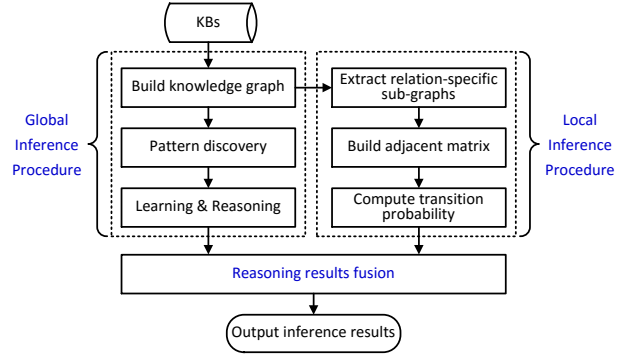 KBs
Build knowledge graph
Extract relation-specific
sub-graphs
Global
Inference
Procedure
Pattern discovery
Build adjacent matrix
Local
Inference
Procedure
Learning & Reasoning
Compute transition
probability
Reasoning results fusion
Output inference results